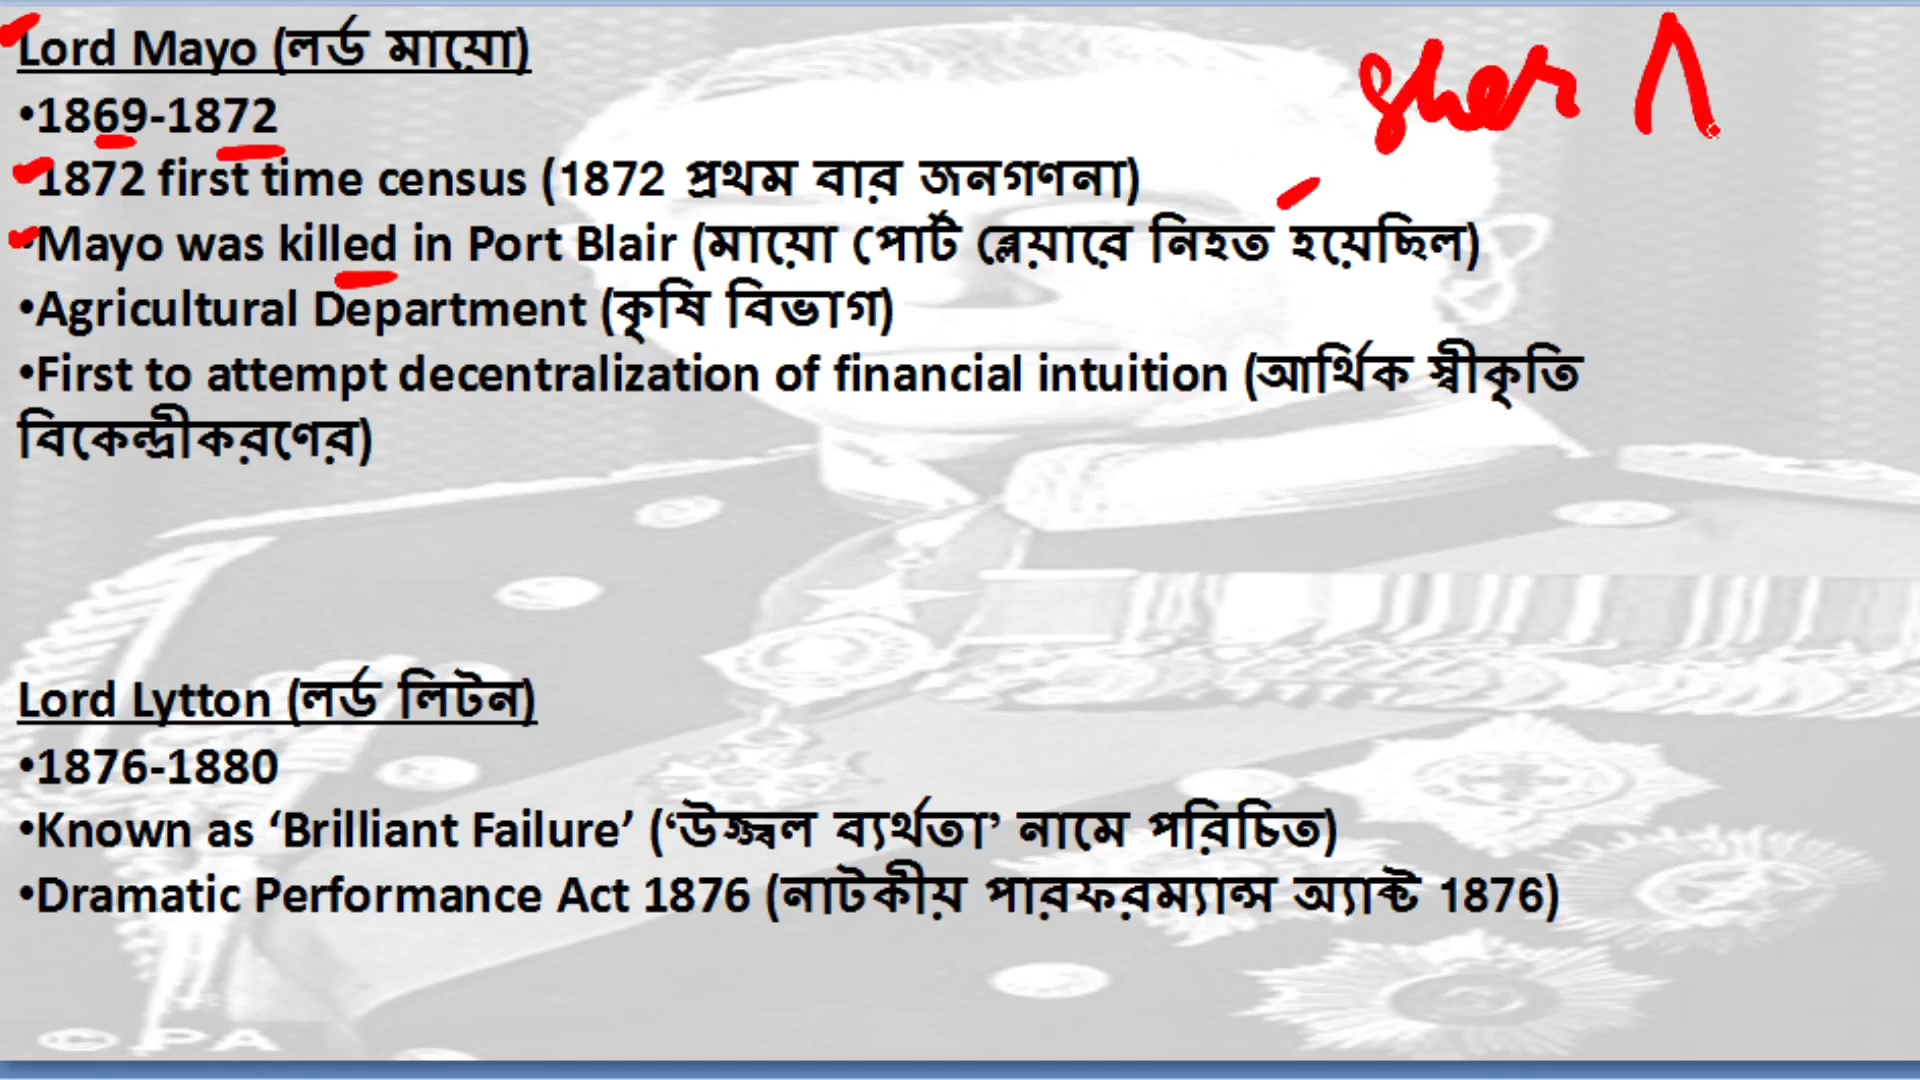 Lord Mayo (লর্ড মায়ো)
•1869-1872
•1872 first time census (1872 প্রথম বার জনগণনা)
•Mayo was killed in Port Blair (মায়ো পোর্ট ব্লেয়ারে নিহত হয়েছিল)
•Agricultural Department (কৃষি বিভাগ)
•First to attempt decentralization of financial intuition (আর্থিক স্বীকৃতি
বিকেন্দ্রীকরণের)
Sher A
Lord Lytton (লর্ড লিটন)
•1876-1880
•Known as ‘Brilliant Failure’ (‘উজ্জ্বল ব্যর্থতা’ নামে পরিচিত)
•Dramatic Performance Act 1876 (নাটকীয় পারফরম্যান্স অ্যাক্ট 1876)
© PA